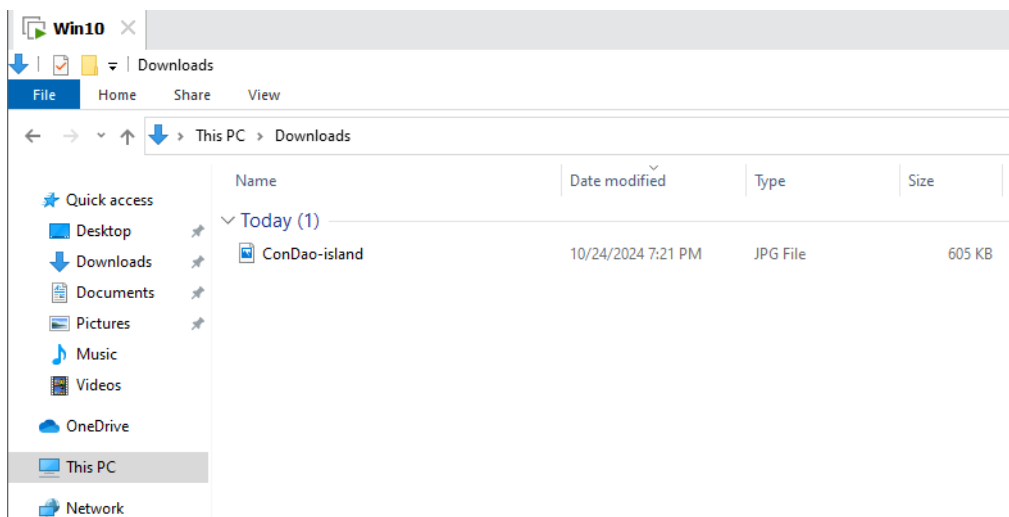 Win10
Downloads
File Home Share View
This PC Downloads
Name Date modified Type Size
Quick access
Today (1)
Desktop
ConDao-island 10/24/2024 7:21 PM JPG File 605 KB
Downloads
Documents
Pictures
Music
Videos
OneDrive
This PC
Network